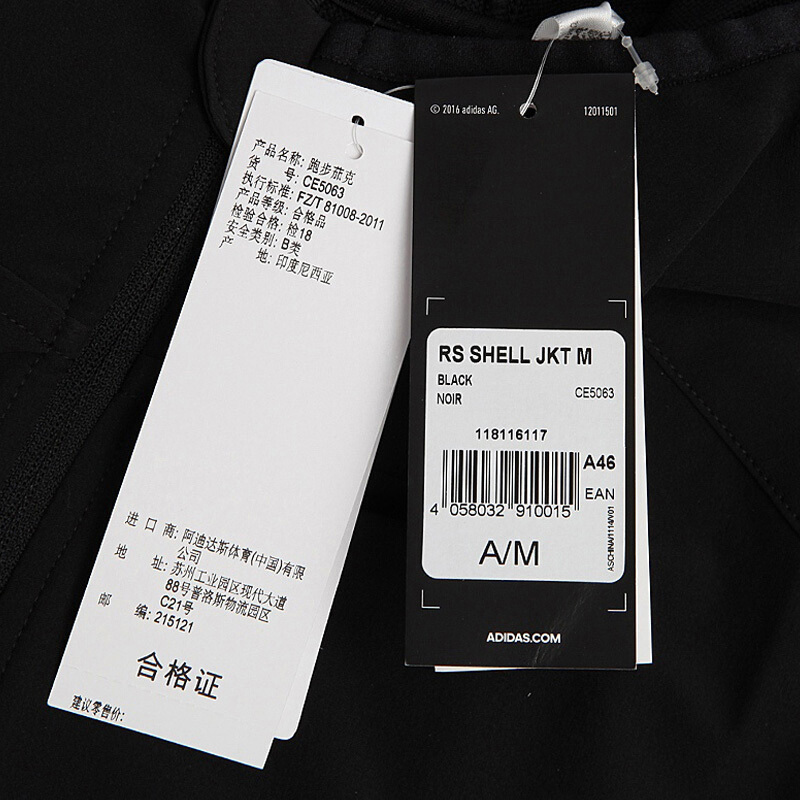 产品名称: 跑步茄克
货 号: CE5063
执行标准: FZ/T 81008-2011
产品等级: 合格品
检验合格: 检18
安全类别: B类
产 地: 印度尼西亚
进 口 商: 阿迪达斯体育(中国)有限
公司
地 址: 苏州工业园区现代大道
88号普洛斯物流园区
C21号
邮 编: 215121
合格证
建议零售价:
© 2016 adidas AG. 12011501
RS SHELL JKT M
BLACK
NOIR CE5063
118116117
A46
EAN
4 058032 910015
A/M
ASCHINA/1114/V01
ADIDAS.COM